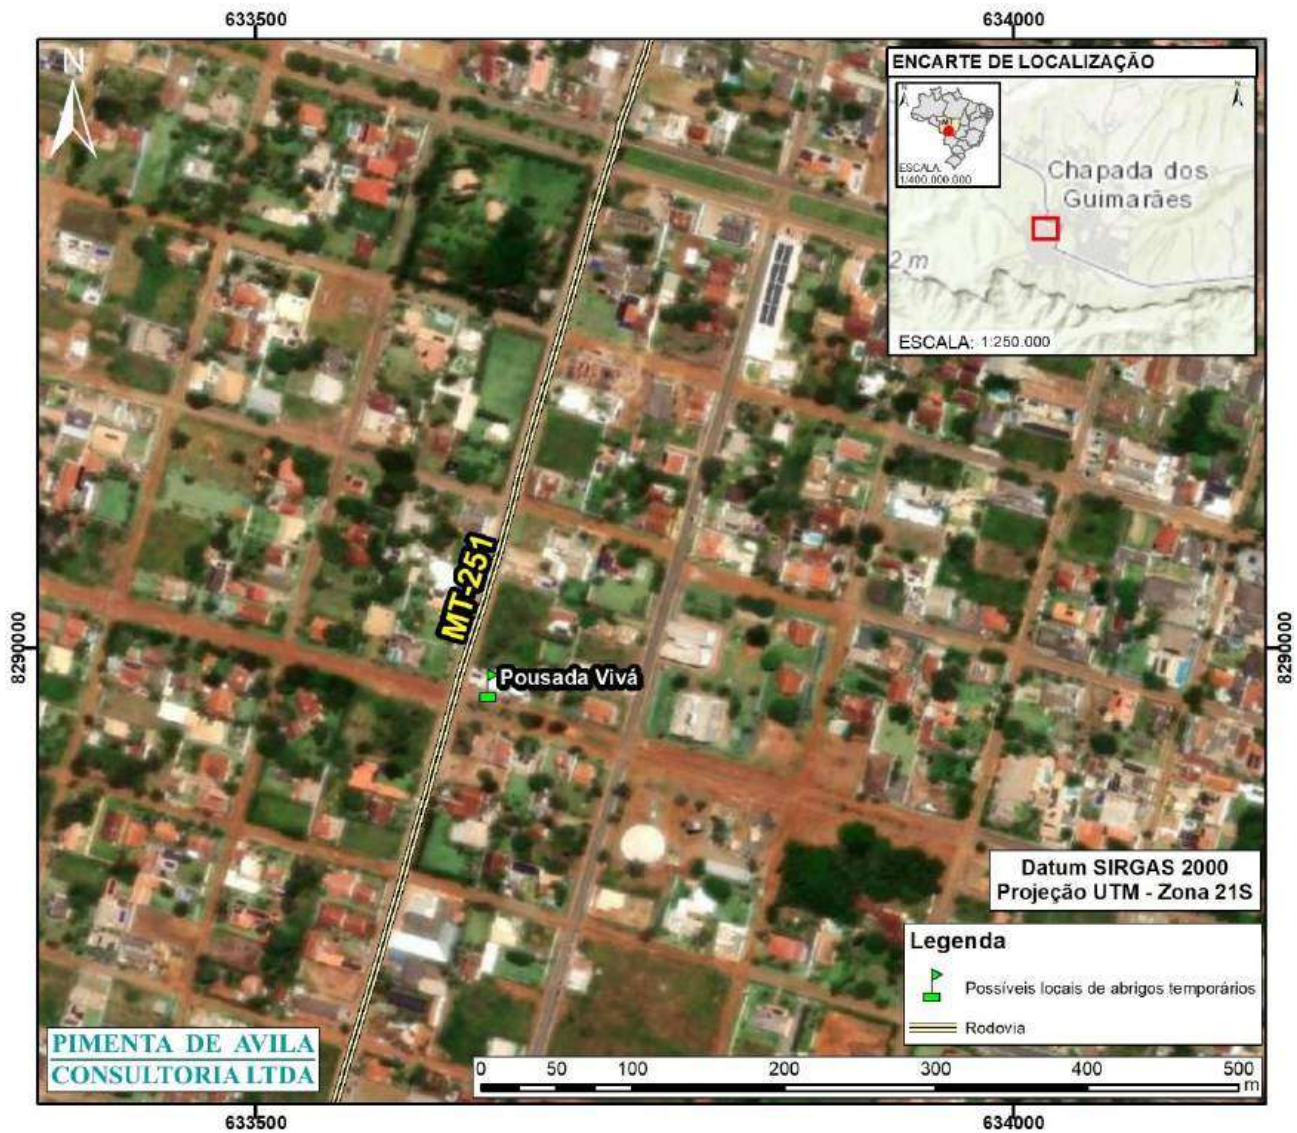 633500
634000
N
ENCARTE DE LOCALIZAÇÃO
ESCALA:
1/400.000.000
Chapada dos
Guimarães
2 m
ESCALA: 1:250.000
MT-251
8290000
8290000
Pousada Vivá
Datum SIRGAS 2000
Projeção UTM - Zona 21S
Legenda
Possíveis locais de abrigos temporários
Rodovia
PIMENTA DE AVILA
CONSULTORIA LTDA
0 50 100 200 300 400 500
m
633500
634000